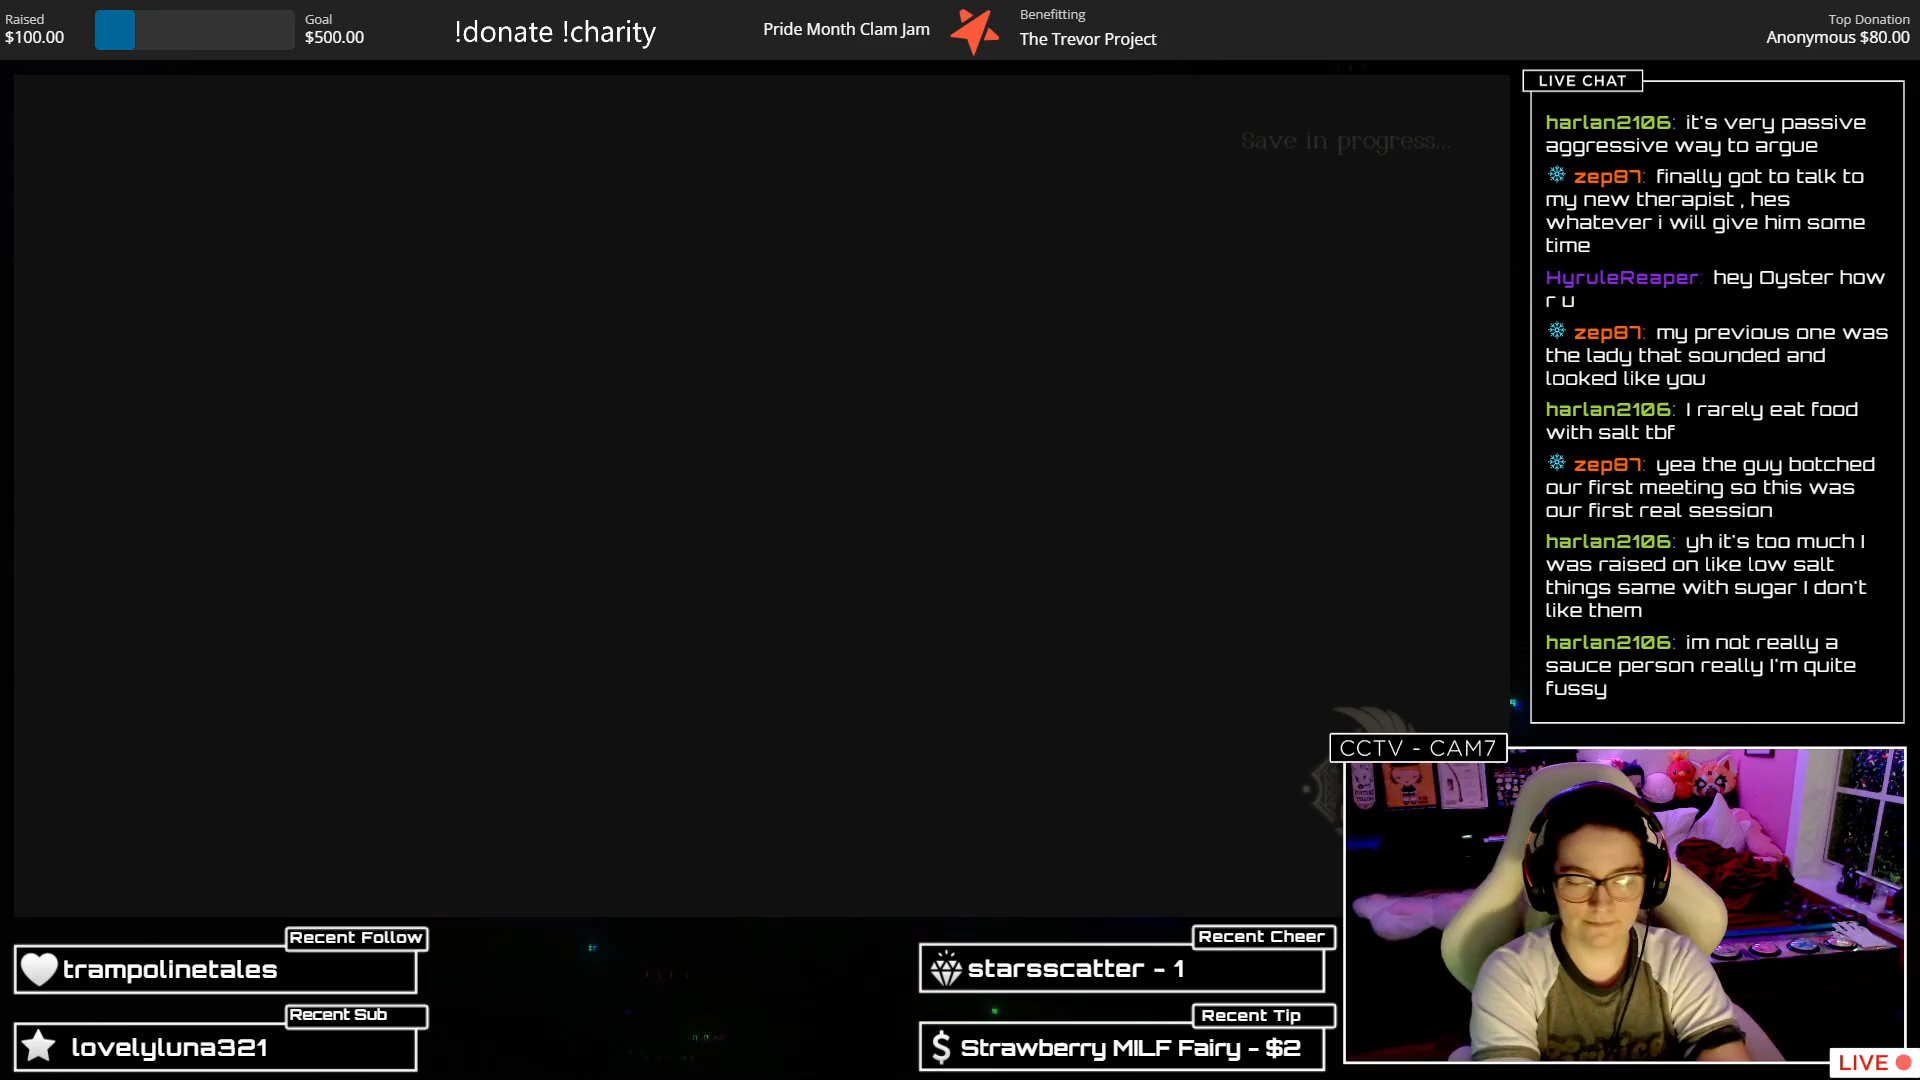 Raised
$100.00
Goal
$500.00
!donate !charity
Pride Month Clam Jam
Benefitting
The Trevor Project
Top Donation
Anonymous $80.00
Save in progress...
LIVE CHAT
harlan2106: it's very passive
aggressive way to argue
zep87: finally got to talk to
my new therapist , hes
whatever i will give him some
time
HyruleReaper: hey Oyster how
r u
zep87: my previous one was
the lady that sounded and
looked like you
harlan2106: I rarely eat food
with salt tbf
zep87: yea the guy botched
our first meeting so this was
our first real session
harlan2106: yh it's too much I
was raised on like low salt
things same with sugar I don't
like them
harlan2106: im not really a
sauce person really I'm quite
fussy
CCTV - CAM7
Recent Follow
trampolinetales
Recent Sub
lovelyluna321
Recent Cheer
starsscatter - 1
Recent Tip
Strawberry MILF Fairy - $2
LIVE